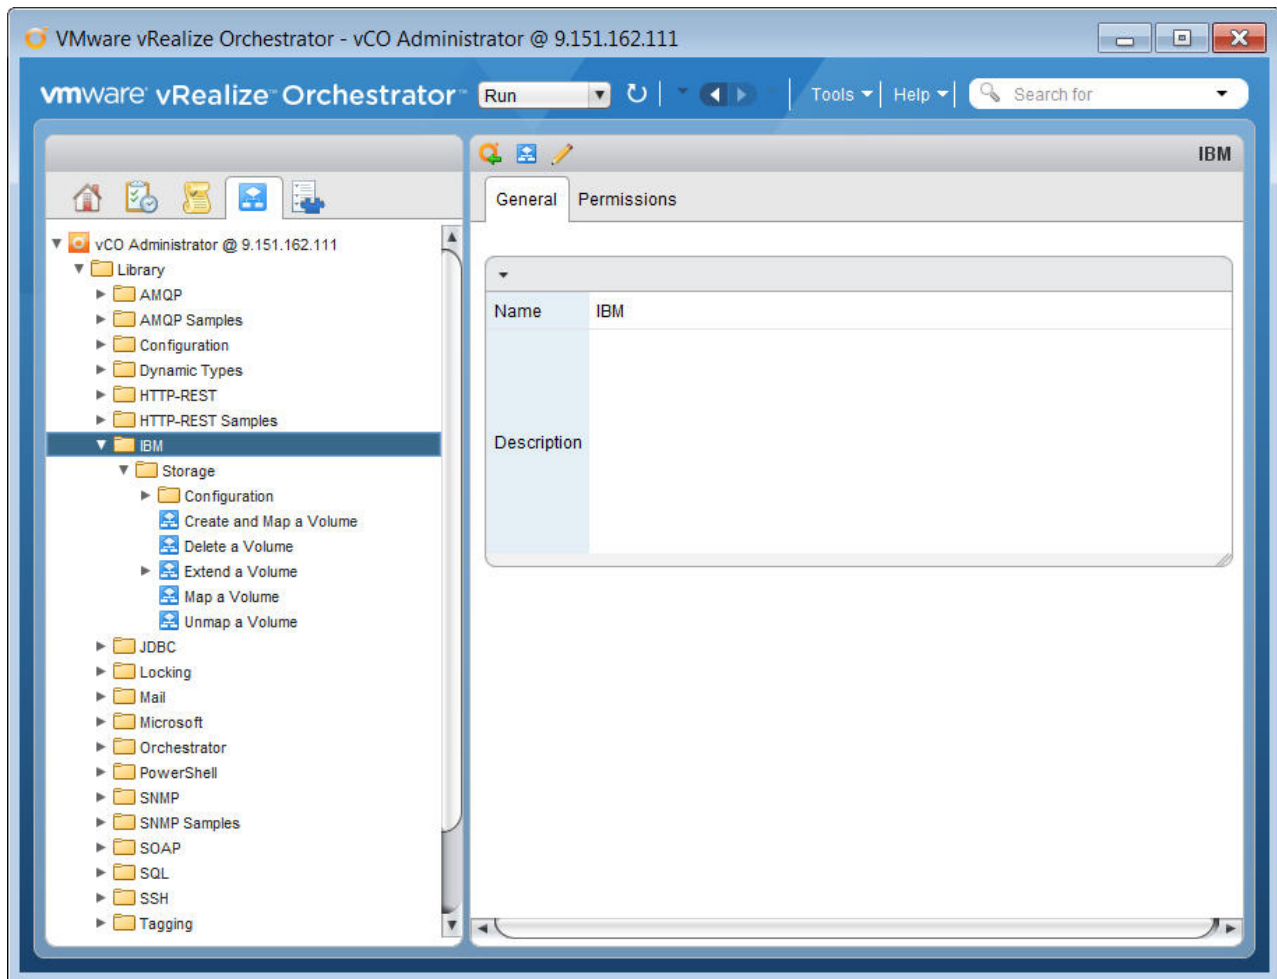 VMware vRealize Orchestrator - vCO Administrator @ 9.151.162.111
vmware vRealize™ Orchestrator™ Run Tools Help Search for
IBM
General Permissions
vCO Administrator @ 9.151.162.111
Library
AMQP
AMQP Samples
Configuration
Dynamic Types
HTTP-REST
HTTP-REST Samples
IBM
Storage
Configuration
Create and Map a Volume
Delete a Volume
Extend a Volume
Map a Volume
Unmap a Volume
JDBC
Locking
Mail
Microsoft
Orchestrator
PowerShell
SNMP
SNMP Samples
SOAP
SQL
SSH
Tagging
Name IBM
Description